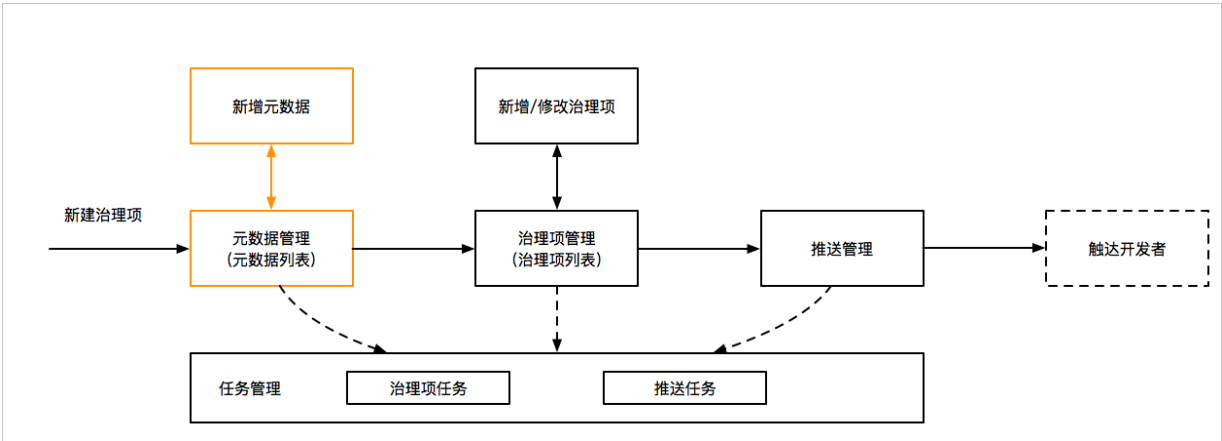 新增元数据
新增/修改治理项
新建治理项
元数据管理
（元数据列表）
治理项管理
（治理项列表）
推送管理
触达开发者
任务管理
治理项任务
推送任务